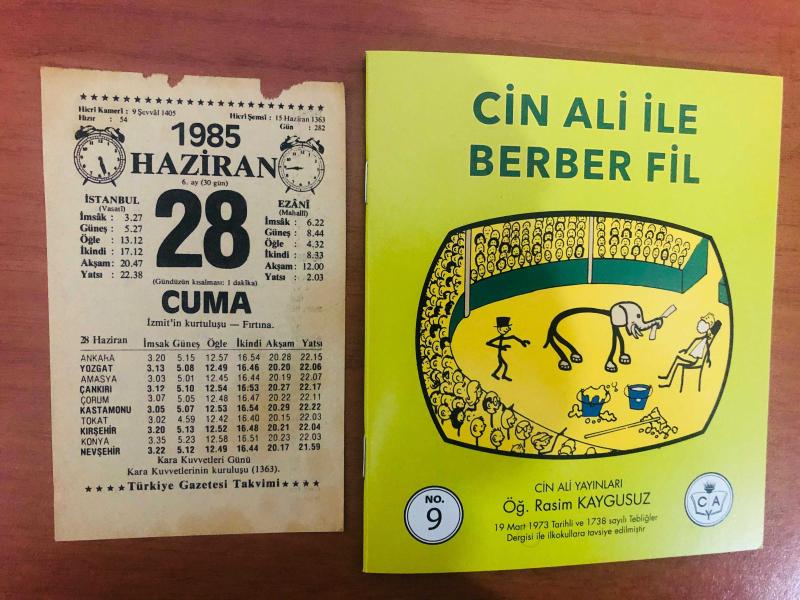 Hicrî Kamerî : 9 Şevvâl 1405
Hızır : 54
Hicrî Şemsî : 15 Haziran 1363
Gün : 282
1985
HAZİRAN
6. ay (30 gün)
28
İSTANBUL
(Vasatî)
İmsâk : 3.27
Güneş : 5.27
Öğle : 13.12
İkindi : 17.12
Akşam : 20.47
Yatsı : 22.38
EZÂNÎ
(Mahallî)
İmsâk : 6.22
Güneş : 8.44
Öğle : 4.32
İkindi : 8.33
Akşam : 12.00
Yatsı : 2.03
(Gündüzün kısalması: 1 dakîka)
CUMA
İzmit'in kurtuluşu — Fırtına.
28 Haziran İmsak Güneş Öğle İkindi Akşam Yatsı
ANKARA 3.20 5.15 12.57 16.54 20.28 22.15
YOZGAT 3.13 5.08 12.49 16.46 20.20 22.06
AMASYA 3.03 5.01 12.45 16.44 20.19 22.07
ÇANKIRI 3.12 5.10 12.54 16.53 20.27 22.17
ÇORUM 3.07 5.05 12.48 16.47 20.22 22.11
KASTAMONU 3.05 5.07 12.53 16.54 20.29 22.22
TOKAT 3.02 4.59 12.42 16.40 20.15 22.03
KIRŞEHİR 3.20 5.13 12.52 16.48 20.21 22.04
KONYA 3.35 5.23 12.58 16.51 20.23 22.03
NEVŞEHİR 3.22 5.12 12.49 16.44 20.17 21.59
Kara Kuvvetleri Günü
Kara Kuvvetlerinin kuruluşu (1363).
★★★★ Türkiye Gazetesi Takvimi ★★★★
CİN ALİ İLE
BERBER FİL
CİN ALİ YAYINLARI
Öğ. Rasim KAYGUSUZ
19 Mart 1973 Tarihli ve 1738 sayılı Tebliğler
Dergisi ile ilkokullara tavsiye edilmiştir
NO.
9
C A
Y